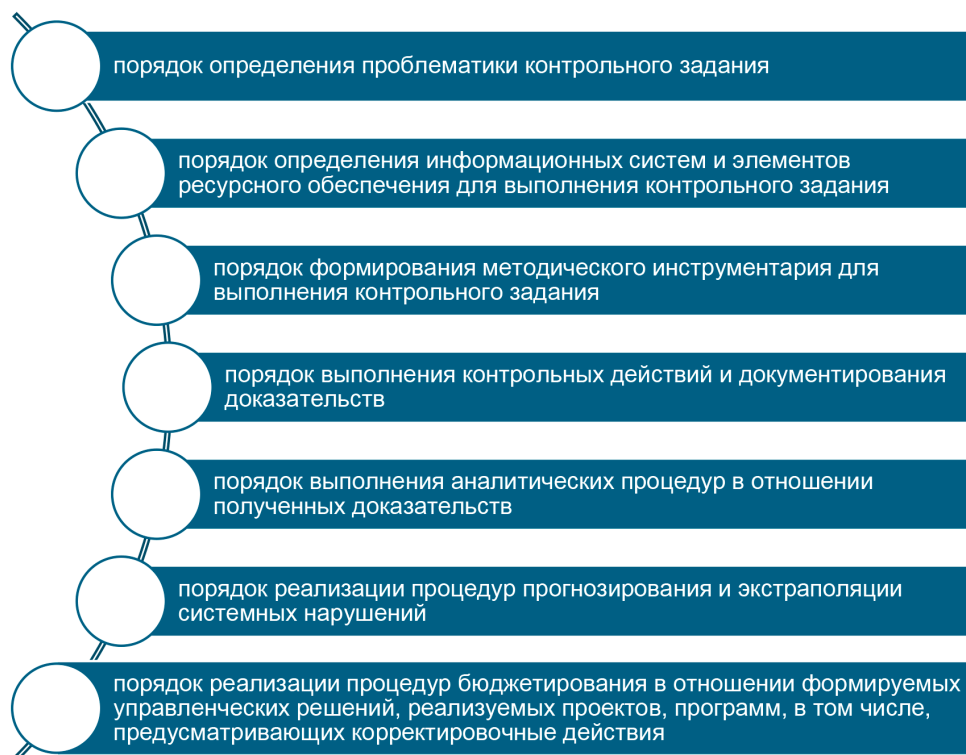 порядок определения проблематики контрольного задания
порядок определения информационных систем и элементов
ресурсного обеспечения для выполнения контрольного задания
порядок формирования методического инструментария для
выполнения контрольного задания
порядок выполнения контрольных действий и документирования
доказательств
порядок выполнения аналитических процедур в отношении
полученных доказательств
порядок реализации процедур прогнозирования и экстраполяции
системных нарушений
порядок реализации процедур бюджетирования в отношении формируемых
управленческих решений, реализуемых проектов, программ, в том числе,
предусматривающих корректировочные действия